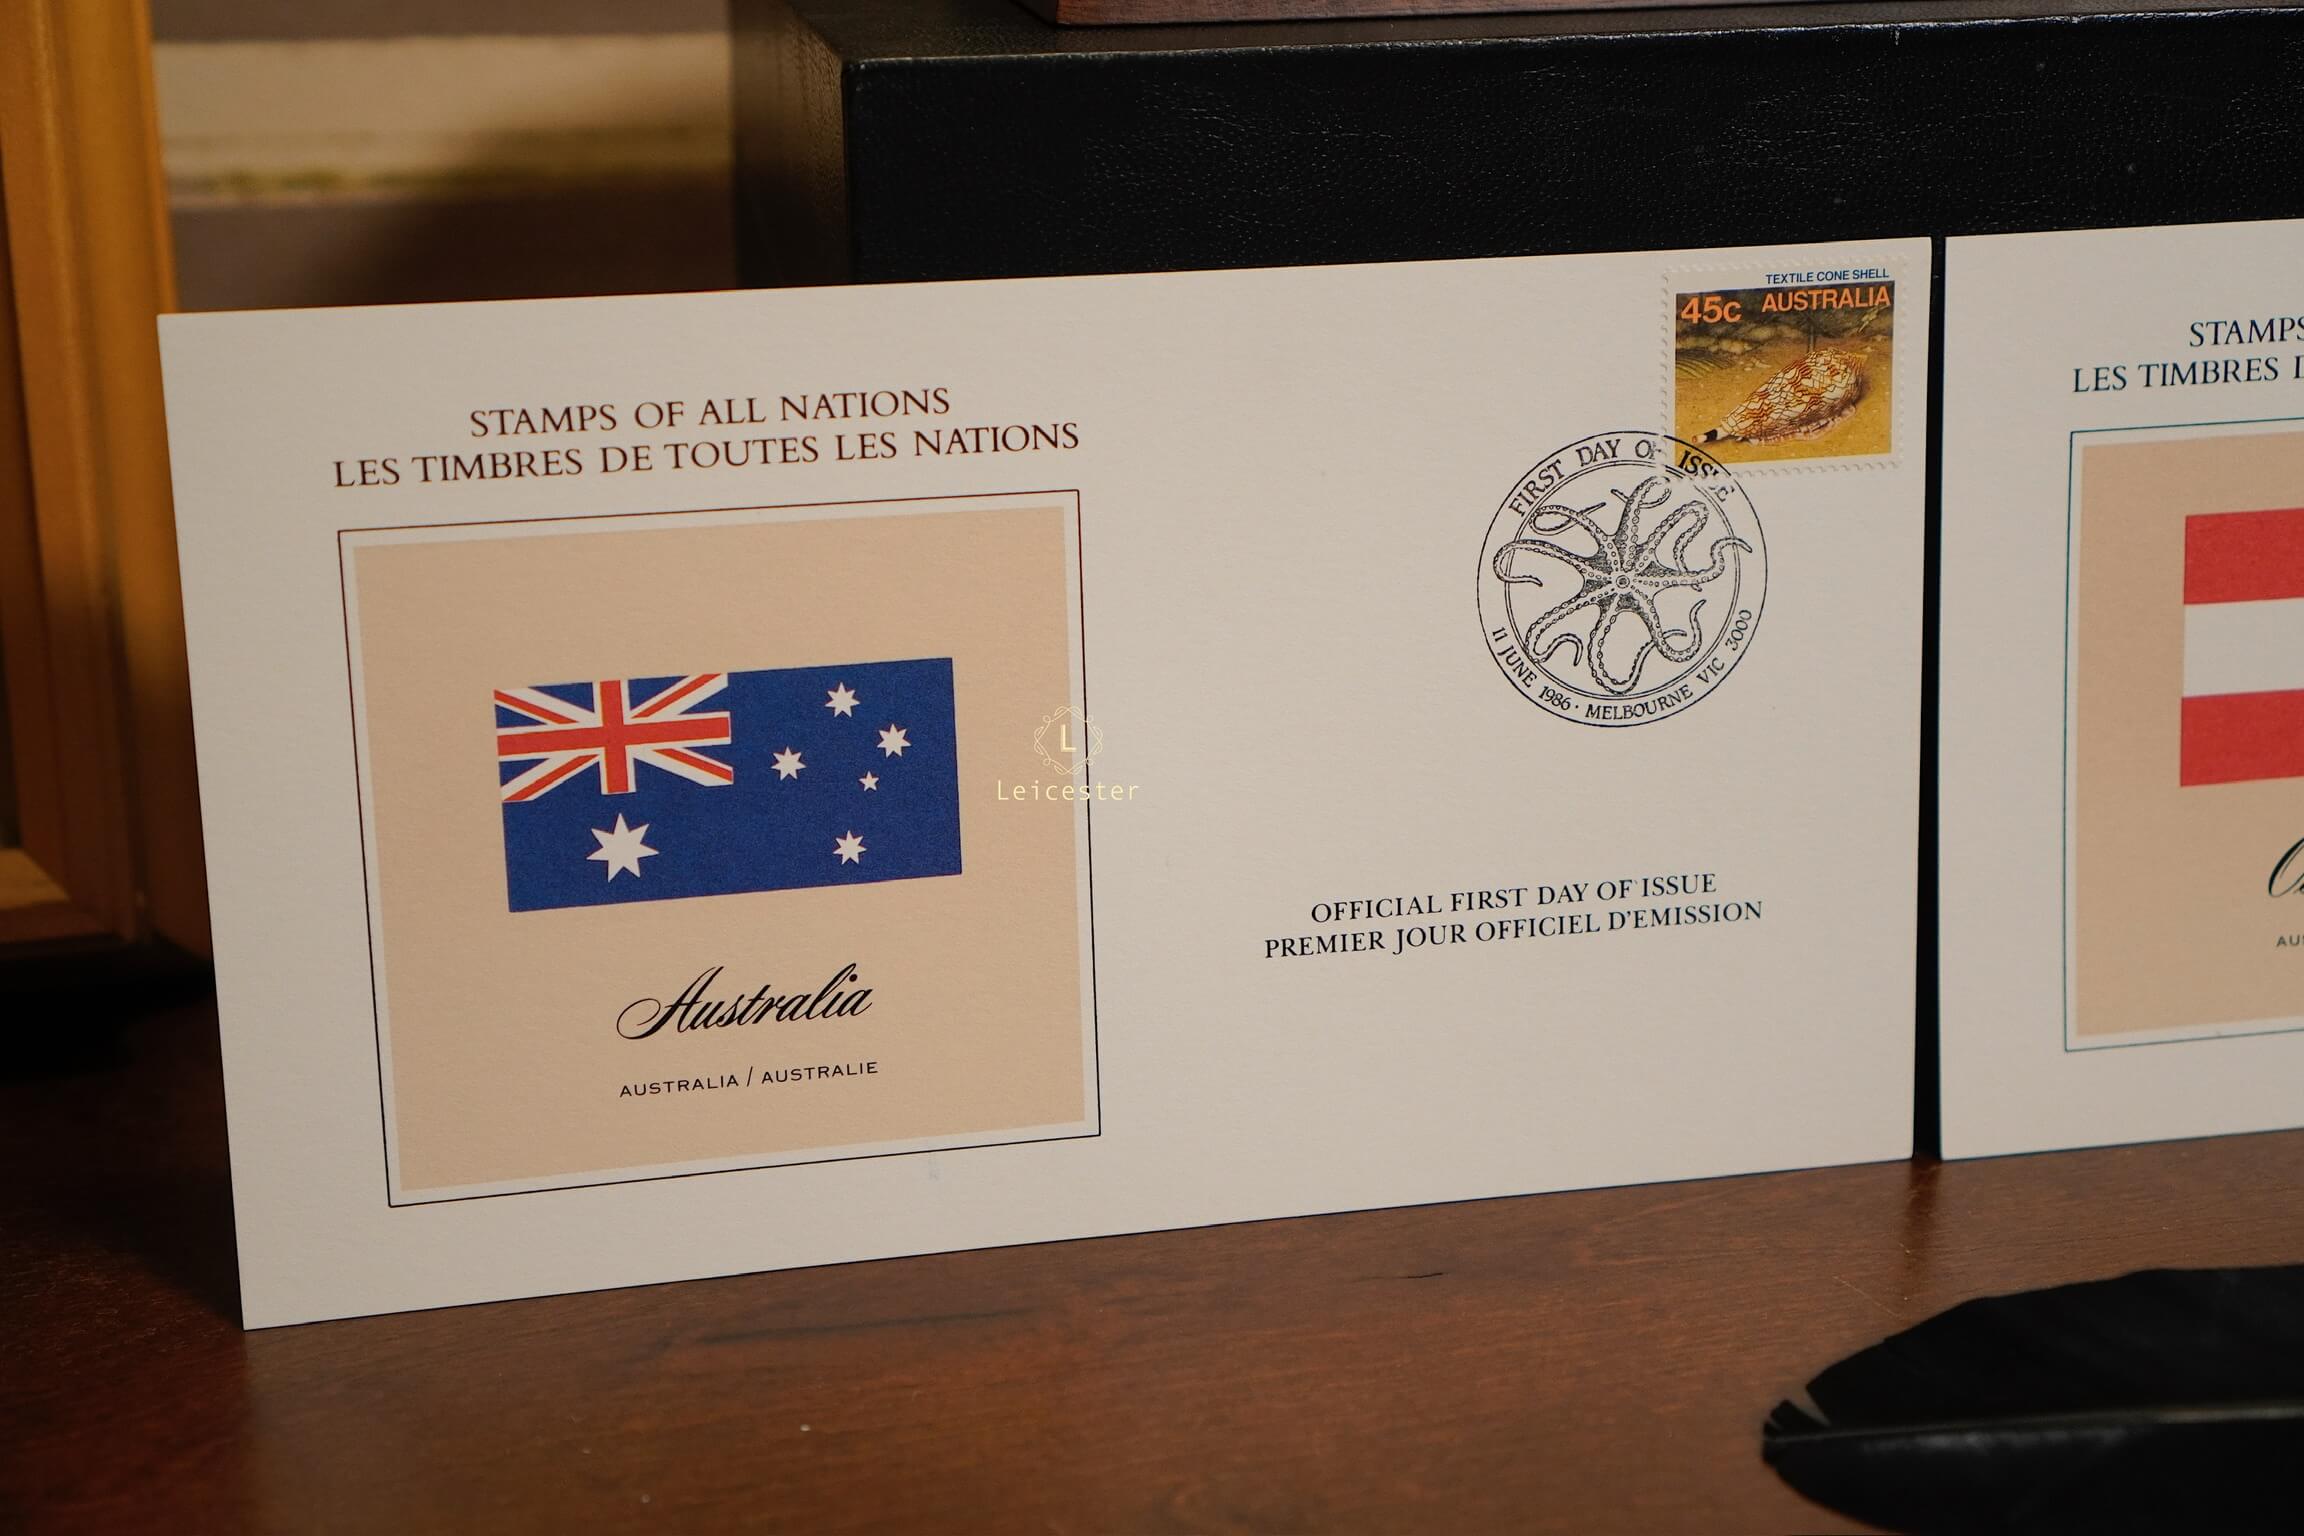 STAMPS OF ALL NATIONS
LES TIMBRES DE TOUTES LES NATIONS
Australia
AUSTRALIA / AUSTRALIE
TEXTILE CONE SHELL
45c AUSTRALIA
FIRST DAY OF ISSUE
11 JUNE 1986 · MELBOURNE VIC 3000
OFFICIAL FIRST DAY OF ISSUE
PREMIER JOUR OFFICIEL D'EMISSION
L
Leicester
STAMPS
LES TIMBRES